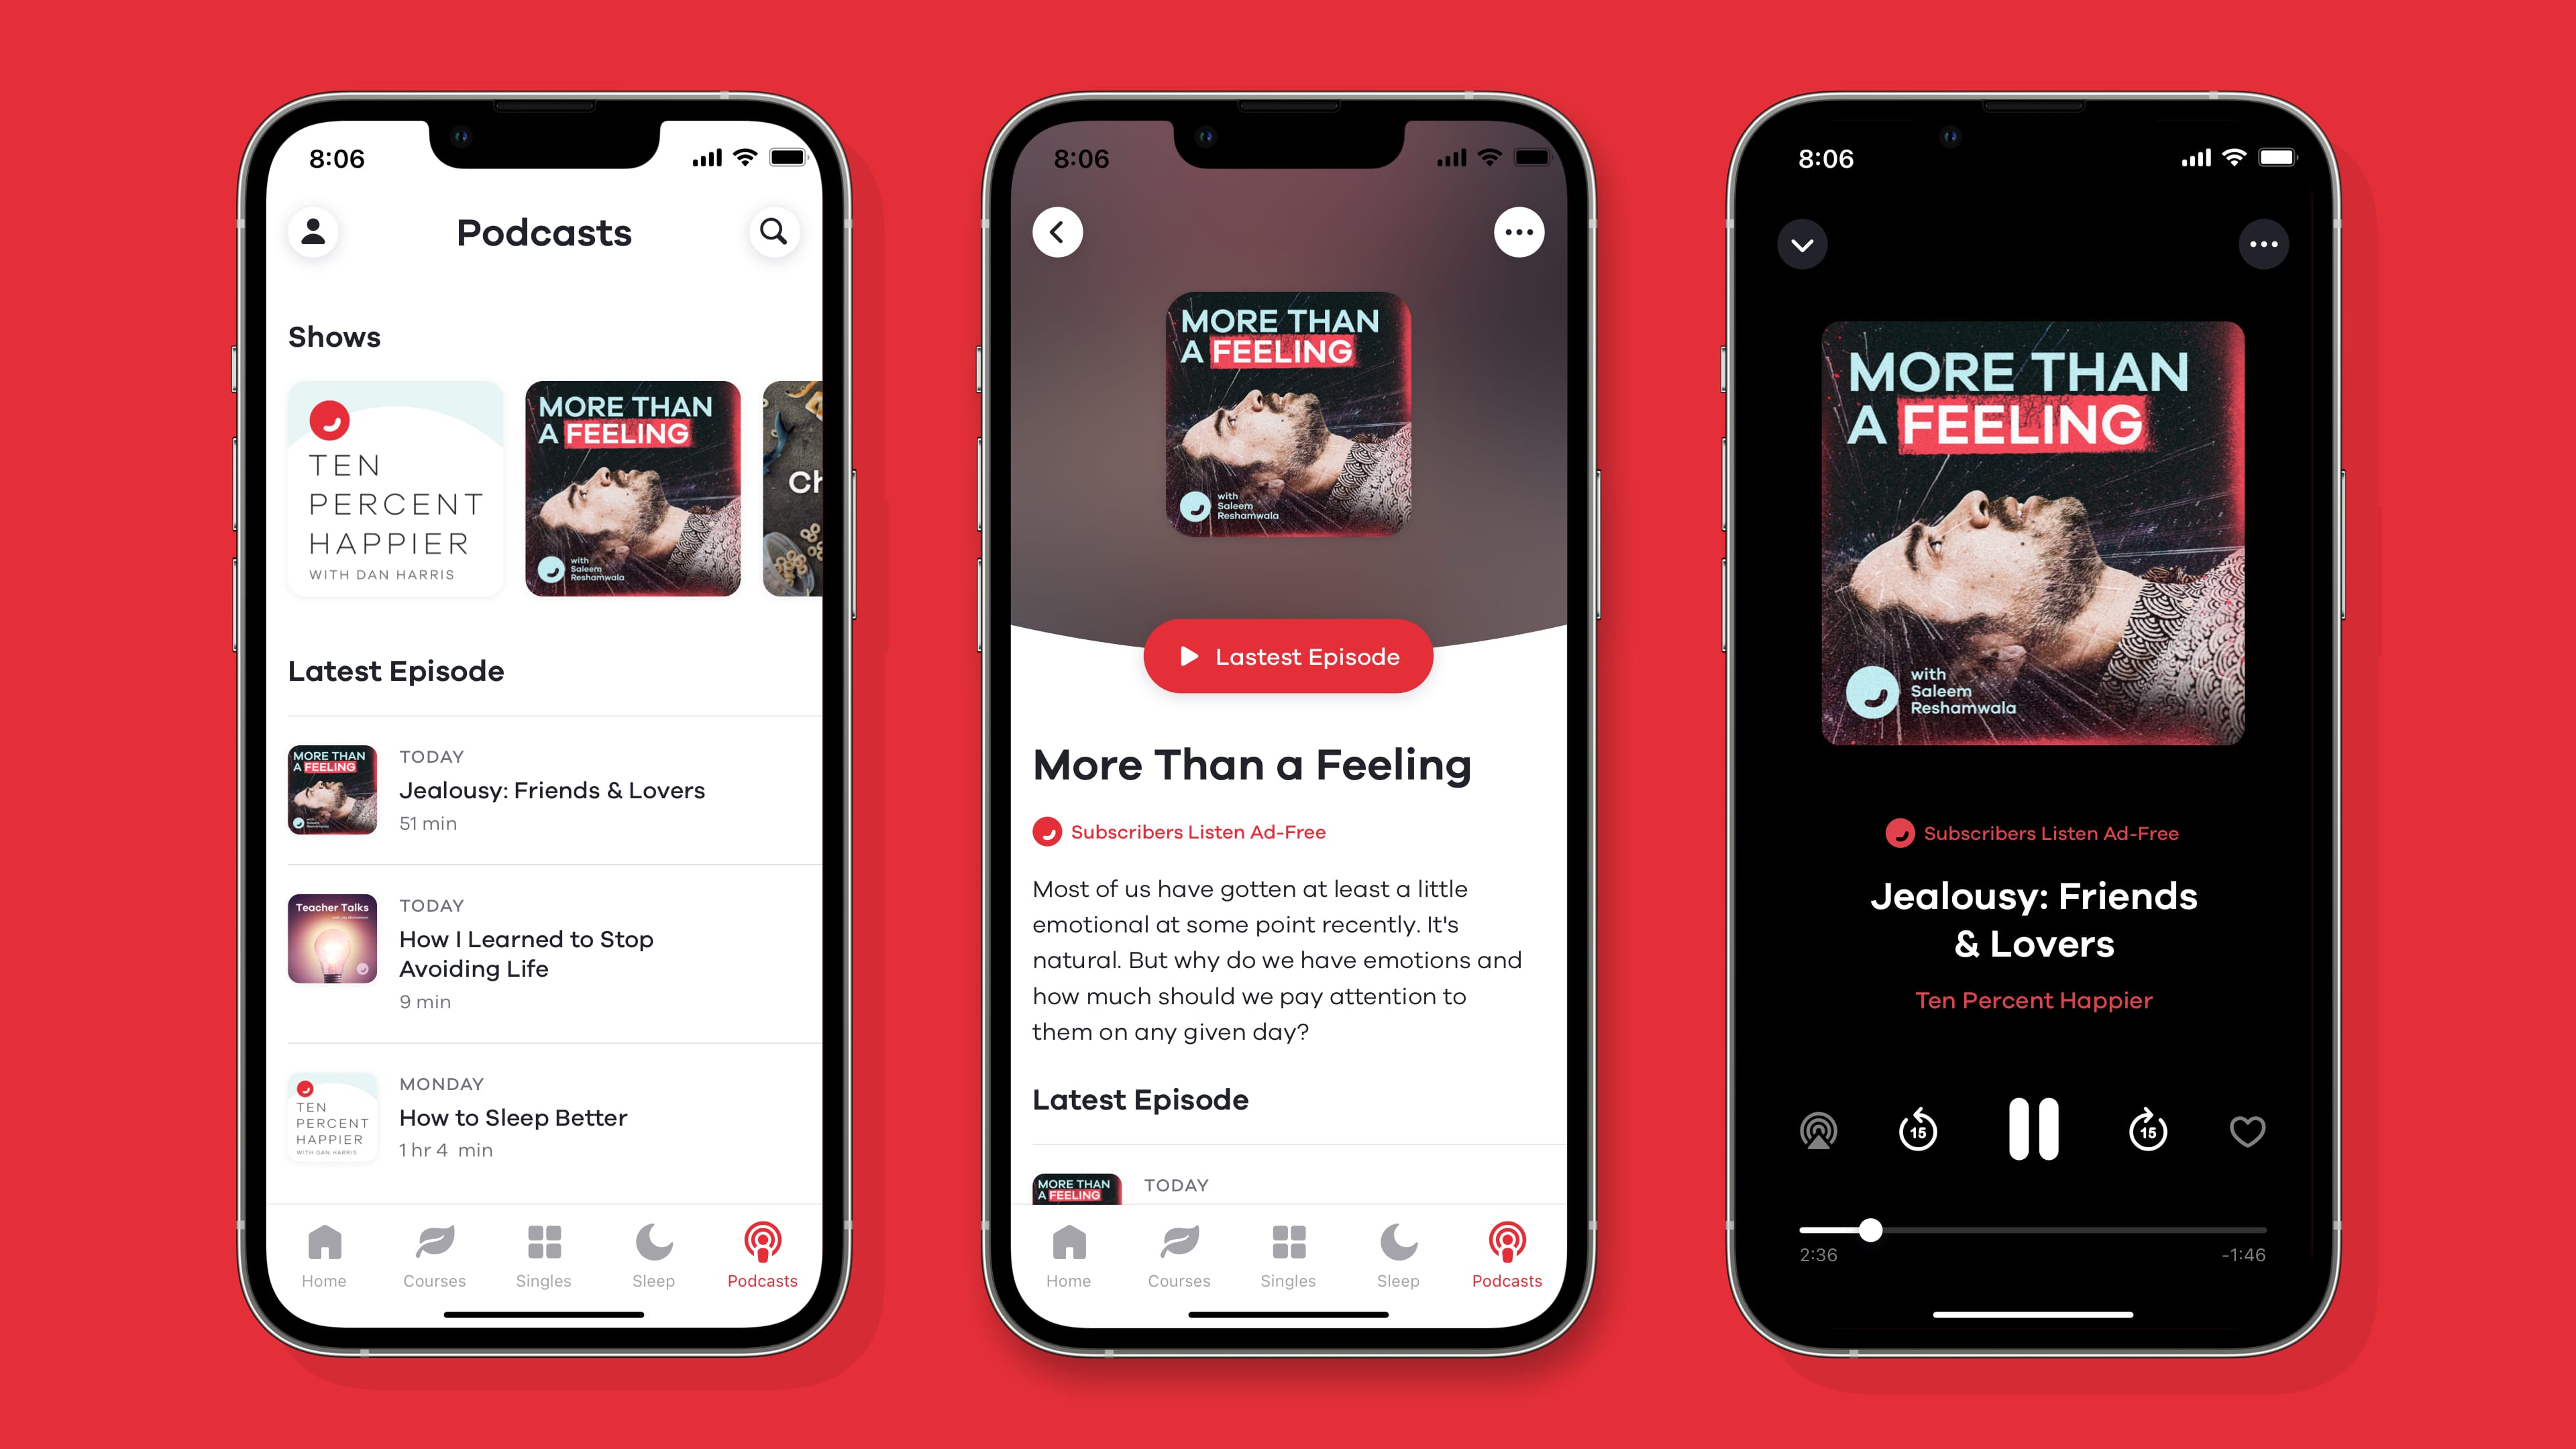 8:06
Podcasts
Shows
TEN
PERCENT
HAPPIER
WITH DAN HARRIS
MORE THAN
A FEELING
with
Saleem
Reshamwala
Ch
Latest Episode
MORE THAN
A FEELING
TODAY
Jealousy: Friends & Lovers
51 min
Teacher Talks
TODAY
How I Learned to Stop
Avoiding Life
9 min
TEN
PERCENT
HAPPIER
WITH DAN HARRIS
MONDAY
How to Sleep Better
1 hr 4 min
Home
Courses
Singles
Sleep
Podcasts
8:06
MORE THAN
A FEELING
with
Saleem
Reshamwala
Lastest Episode
More Than a Feeling
Subscribers Listen Ad-Free
Most of us have gotten at least a little
emotional at some point recently. It's
natural. But why do we have emotions and
how much should we pay attention to
them on any given day?
Latest Episode
MORE THAN
A FEELING
TODAY
Home
Courses
Singles
Sleep
Podcasts
8:06
MORE THAN
A FEELING
with
Saleem
Reshamwala
Subscribers Listen Ad-Free
Jealousy: Friends
& Lovers
Ten Percent Happier
15
15
2:36
-1:46